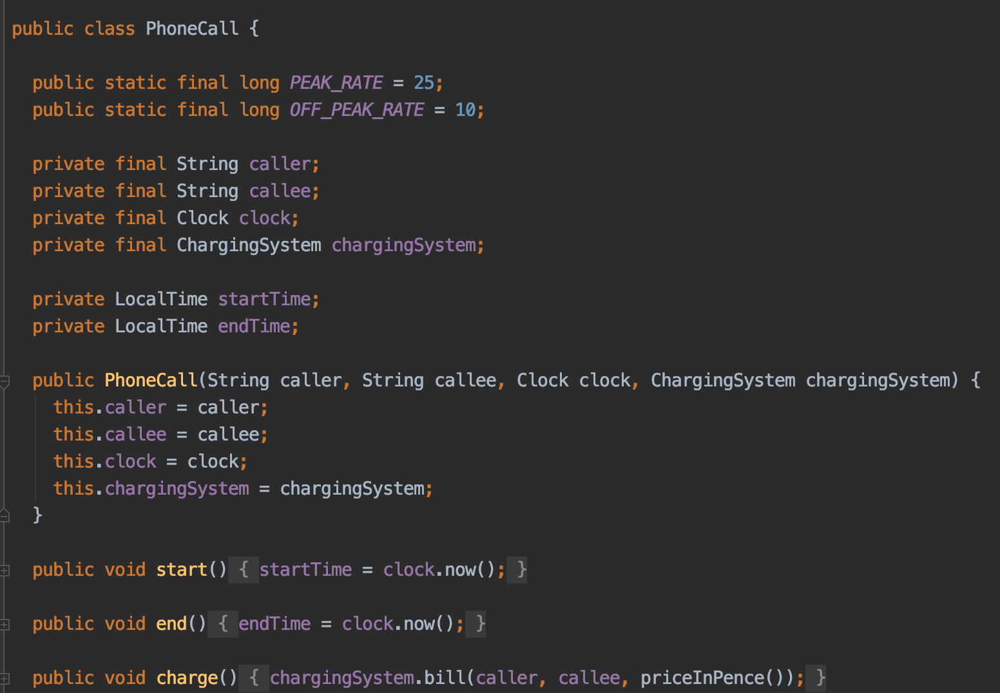 public class PhoneCall {
public static final long PEAK_RATE = 25;
public static final long OFF_PEAK_RATE = 10;
private final String caller;
private final String callee;
private final Clock clock;
private final ChargingSystem chargingSystem;
private LocalTime startTime;
private LocalTime endTime;
public PhoneCall(String caller, String callee, Clock clock, ChargingSystem chargingSystem) {
this.caller = caller;
this.callee = callee;
this.clock = clock;
this.chargingSystem = chargingSystem;
}
public void start() { startTime = clock.now(); }
public void end() { endTime = clock.now(); }
public void charge() { chargingSystem.bill(caller, callee, priceInPence()); }